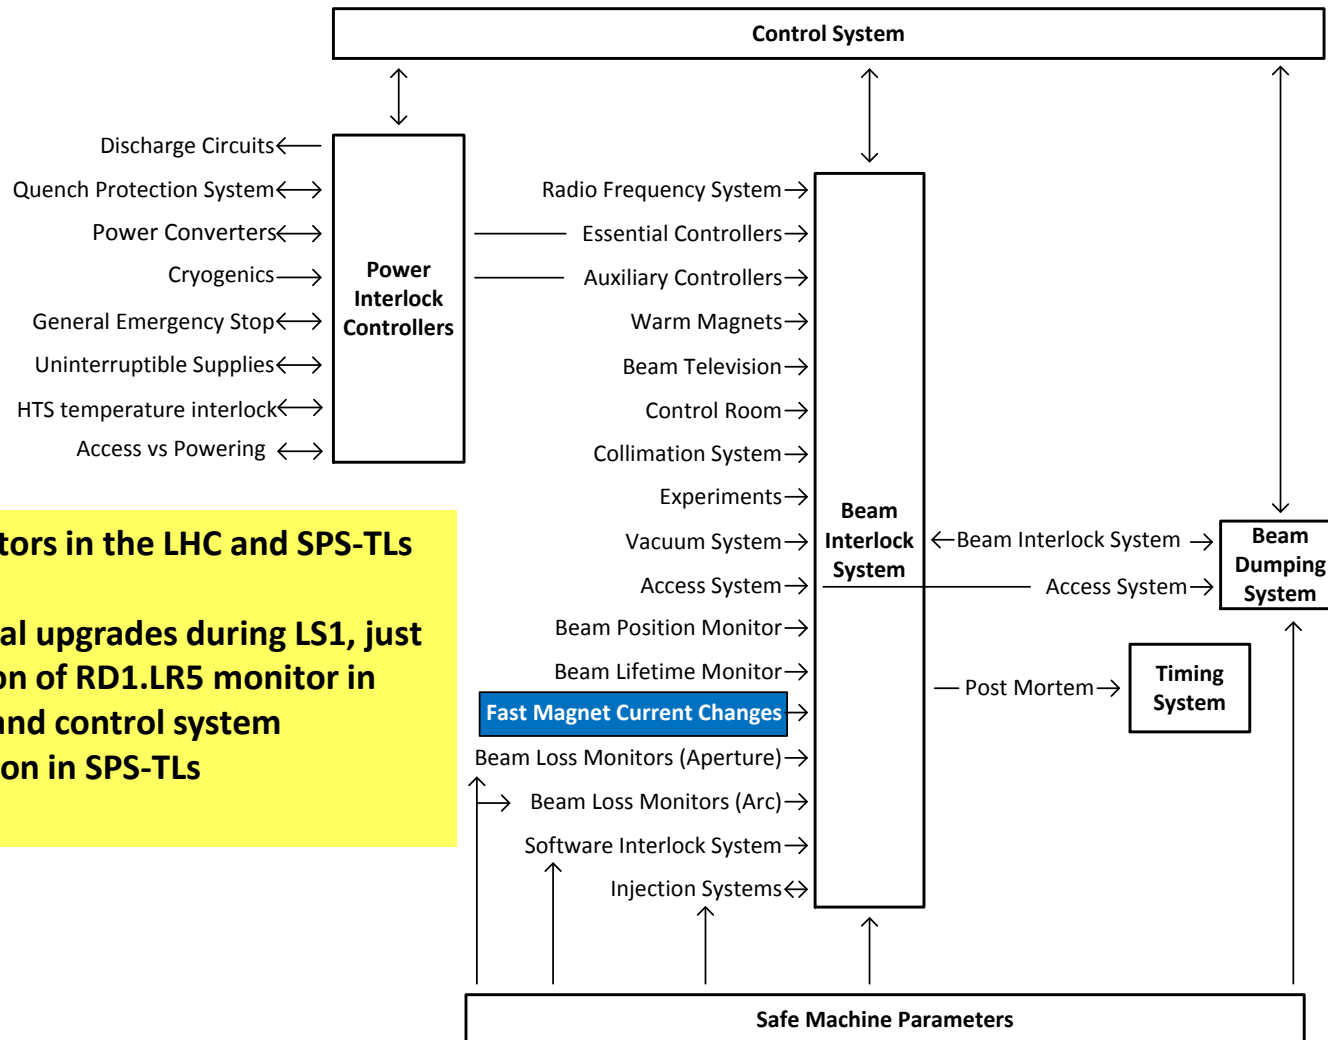 Control System
Discharge Circuits
Quench Protection System
Power Converters
Cryogenics
General Emergency Stop
Uninterruptible Supplies
HTS temperature interlock
Access vs Powering
Power
Interlock
Controllers
Radio Frequency System
Essential Controllers
Auxiliary Controllers
Warm Magnets
Beam Television
Control Room
Collimation System
Experiments
Vacuum System
Access System
Beam Position Monitor
Beam Lifetime Monitor
Fast Magnet Current Changes
Beam Loss Monitors (Aperture)
Beam Loss Monitors (Arc)
Software Interlock System
Injection Systems
Beam
Interlock
System
Beam Interlock System
Access System
Beam
Dumping
System
Post Mortem
Timing
System
tors in the LHC and SPS-TLs
al upgrades during LS1, just
on of RD1.LR5 monitor in
and control system
on in SPS-TLs
Safe Machine Parameters